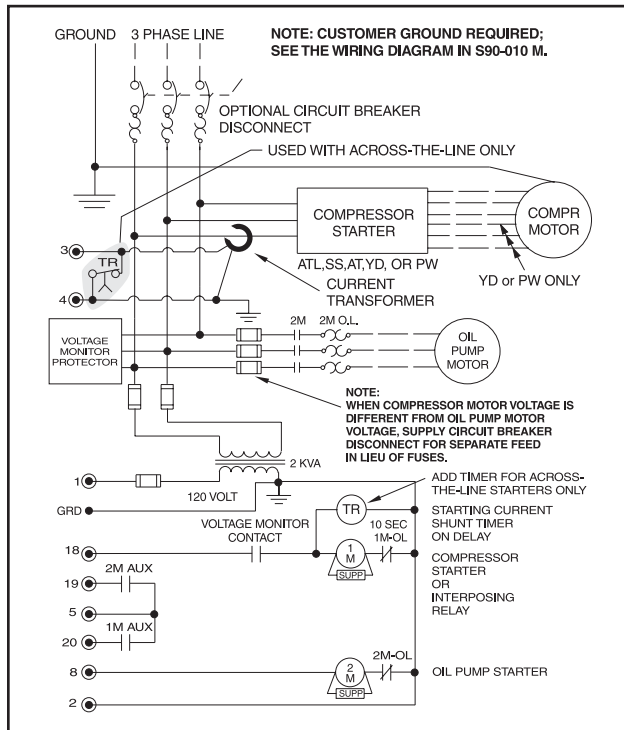 GROUND 3 PHASE LINE
NOTE: CUSTOMER GROUND REQUIRED;
SEE THE WIRING DIAGRAM IN S90-010 M.
OPTIONAL CIRCUIT BREAKER
DISCONNECT
USED WITH ACROSS-THE-LINE ONLY
COMPRESSOR
STARTER
COMPR
MOTOR
3
TR
4
ATL,SS,AT,YD, OR PW
YD or PW ONLY
CURRENT
TRANSFORMER
VOLTAGE
MONITOR
PROTECTOR
2M
2M O.L.
OIL
PUMP
MOTOR
NOTE:
WHEN COMPRESSOR MOTOR VOLTAGE IS
DIFFERENT FROM OIL PUMP MOTOR
VOLTAGE, SUPPLY CIRCUIT BREAKER
DISCONNECT FOR SEPARATE FEED
IN LIEU OF FUSES.
2 KVA
1
120 VOLT
GRD
ADD TIMER FOR ACROSS-
THE-LINE STARTERS ONLY
TR
STARTING CURRENT
SHUNT TIMER
ON DELAY
VOLTAGE MONITOR
CONTACT
10 SEC
1M-OL
18
1
M
SUPP
COMPRESSOR
STARTER
OR
INTERPOSING
RELAY
19
2M AUX
5
20
1M AUX
8
2
M
SUPP
2M-OL
OIL PUMP STARTER
2